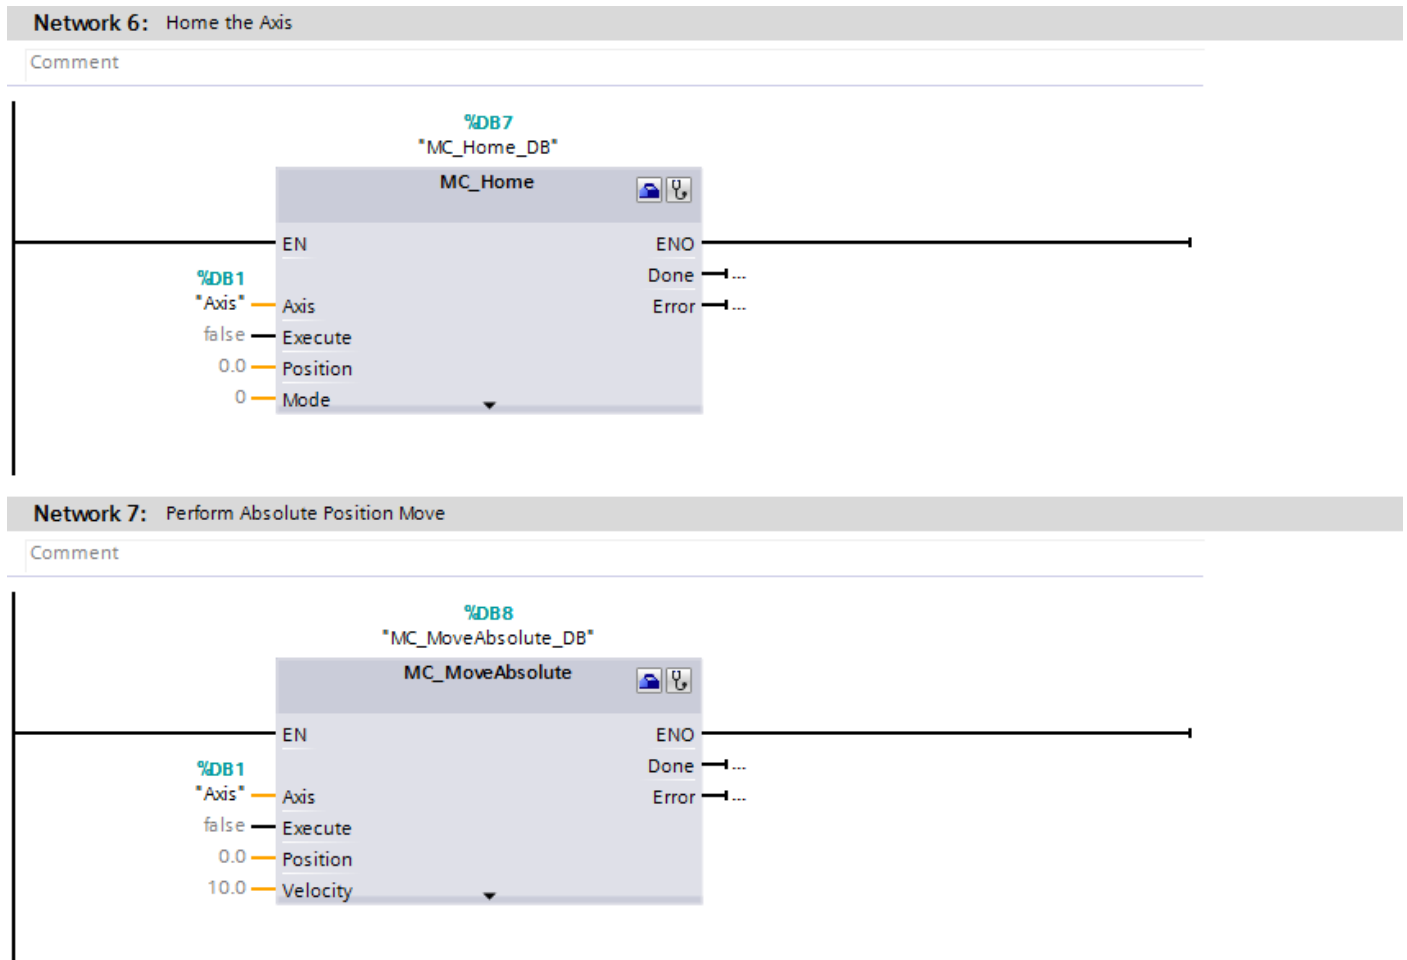 Network 6: Home the Axis
Comment
%DB7
"MC_Home_DB"
MC_Home
EN ENO
%DB1 Done ...
"Axis" Axis Error ...
false Execute
0.0 Position
0 Mode
Network 7: Perform Absolute Position Move
Comment
%DB8
"MC_MoveAbsolute_DB"
MC_MoveAbsolute
EN ENO
%DB1 Done ...
"Axis" Axis Error ...
false Execute
0.0 Position
10.0 Velocity